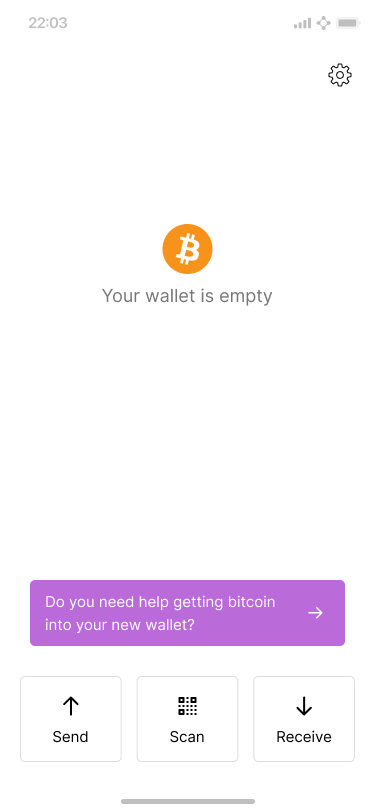 22:03
Your wallet is empty
Do you need help getting bitcoin
into your new wallet?
Send
Scan
Receive